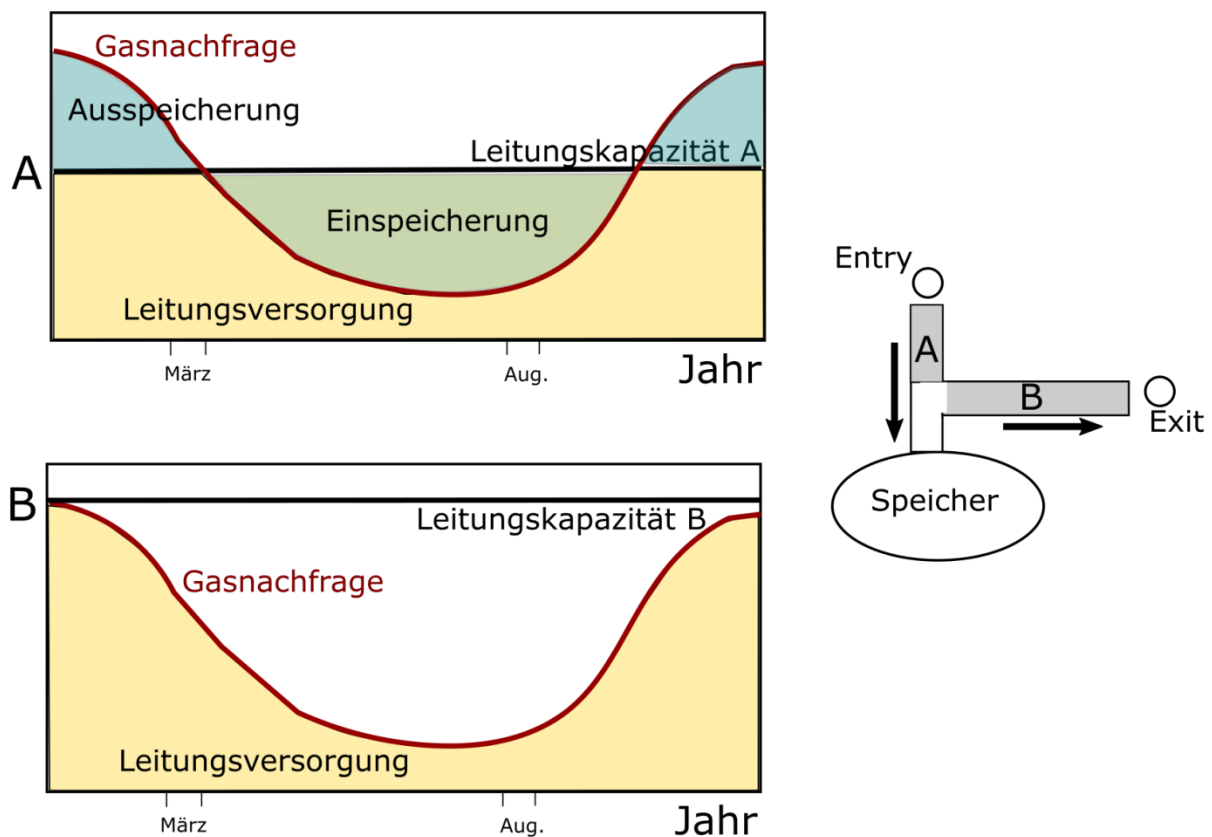 Gasnachfrage
Ausspeicherung
Leitungskapazität A
A
Einspeicherung
Leitungsversorgung
März
Aug.
Jahr
B
Leitungskapazität B
Gasnachfrage
Leitungsversorgung
März
Aug.
Jahr
Entry
A
B
Exit
Speicher